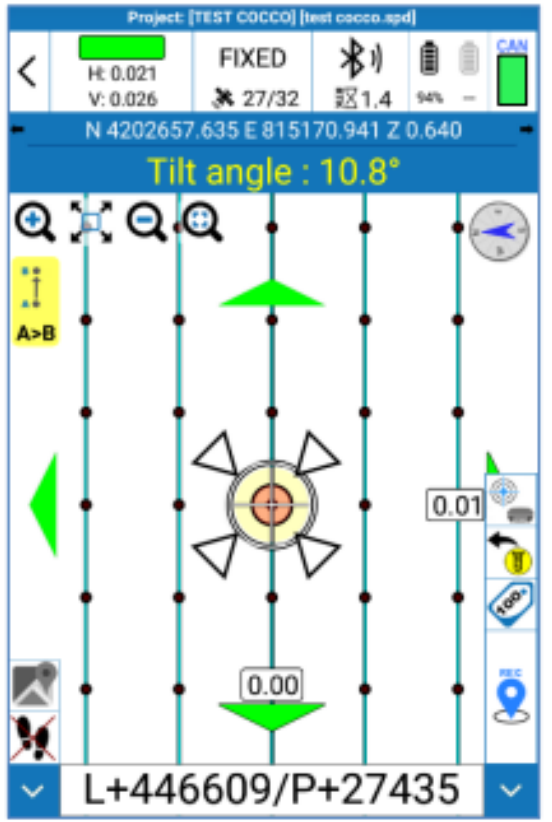 Project: [TEST COCCO] [test cocco.spd]
H: 0.021
V: 0.026
FIXED
27/32
1.4
94%
--
CAN
N 4202657.635 E 815170.941 Z 0.640
Tilt angle : 10.8°
A>B
0.01
100%
0.00
REC
L+446609/P+27435